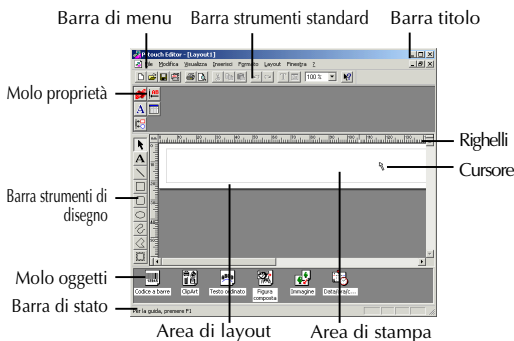 Barra di menu Barra strumenti standard Barra titolo
P-touch Editor - [Layout1]
File Modifica Visualizza Inserisci Formato Layout Finestra ?
100 %
Molo proprietà
Righelli
Cursore
Barra strumenti di
disegno
Molo oggetti
Codice a barre ClipArt Testo ordinato Figura composta Immagine Data/ora/c...
Barra di stato
Per la guida, premere F1
Area di layout Area di stampa